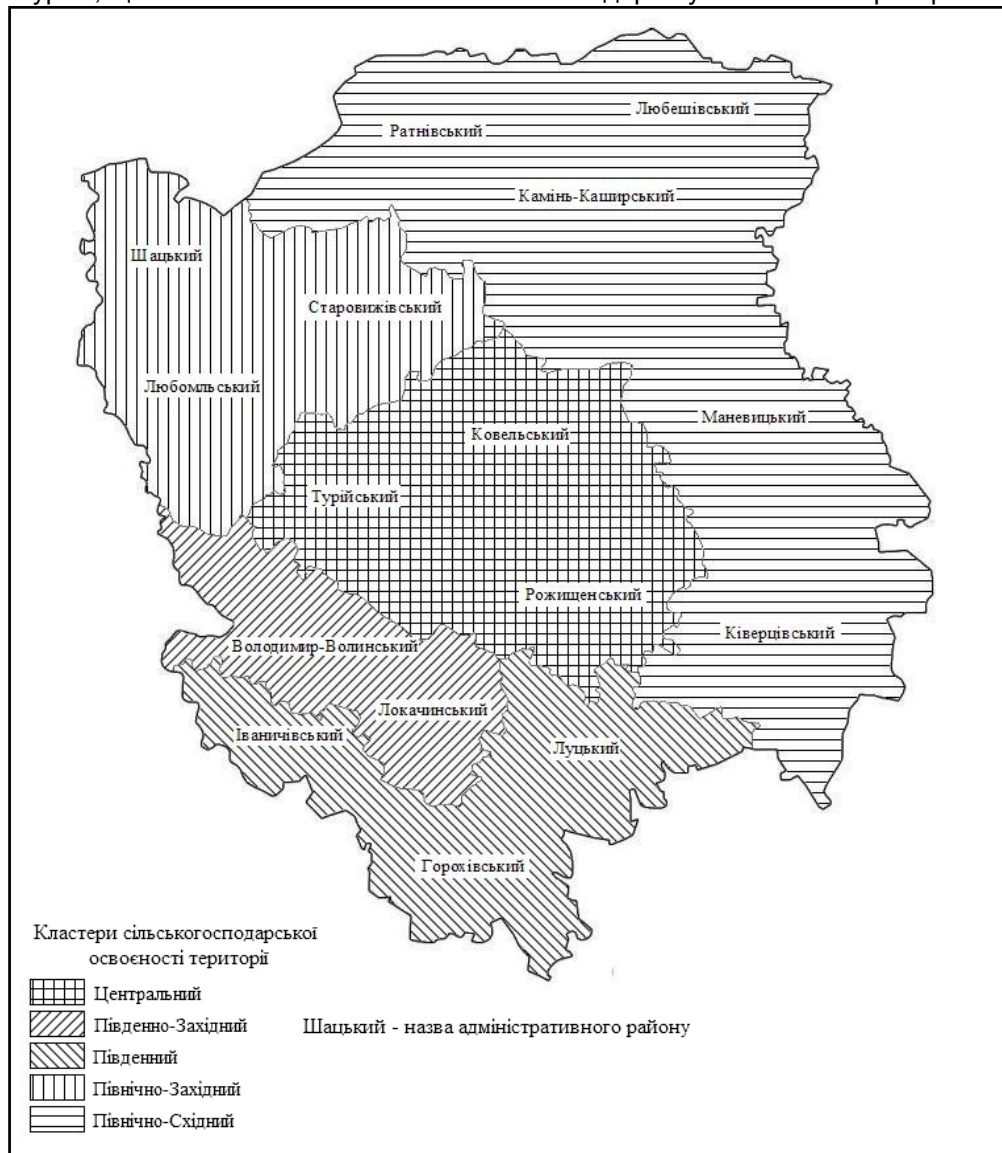 Любешівський
Ратнівський
Камінь-Каширський
Шацький
Старовижівський
Любомльський
Маневицький
Ковельський
Турійський
Рожищенський
Ківерцівський
Володимир-Волинський
Локачинський
Іваничівський
Луцький
Горохівський
Кластери сільськогосподарської
освоєності території
Центральний
Південно-Західний
Шацький - назва адміністративного району
Південний
Північно-Західний
Північно-Східний